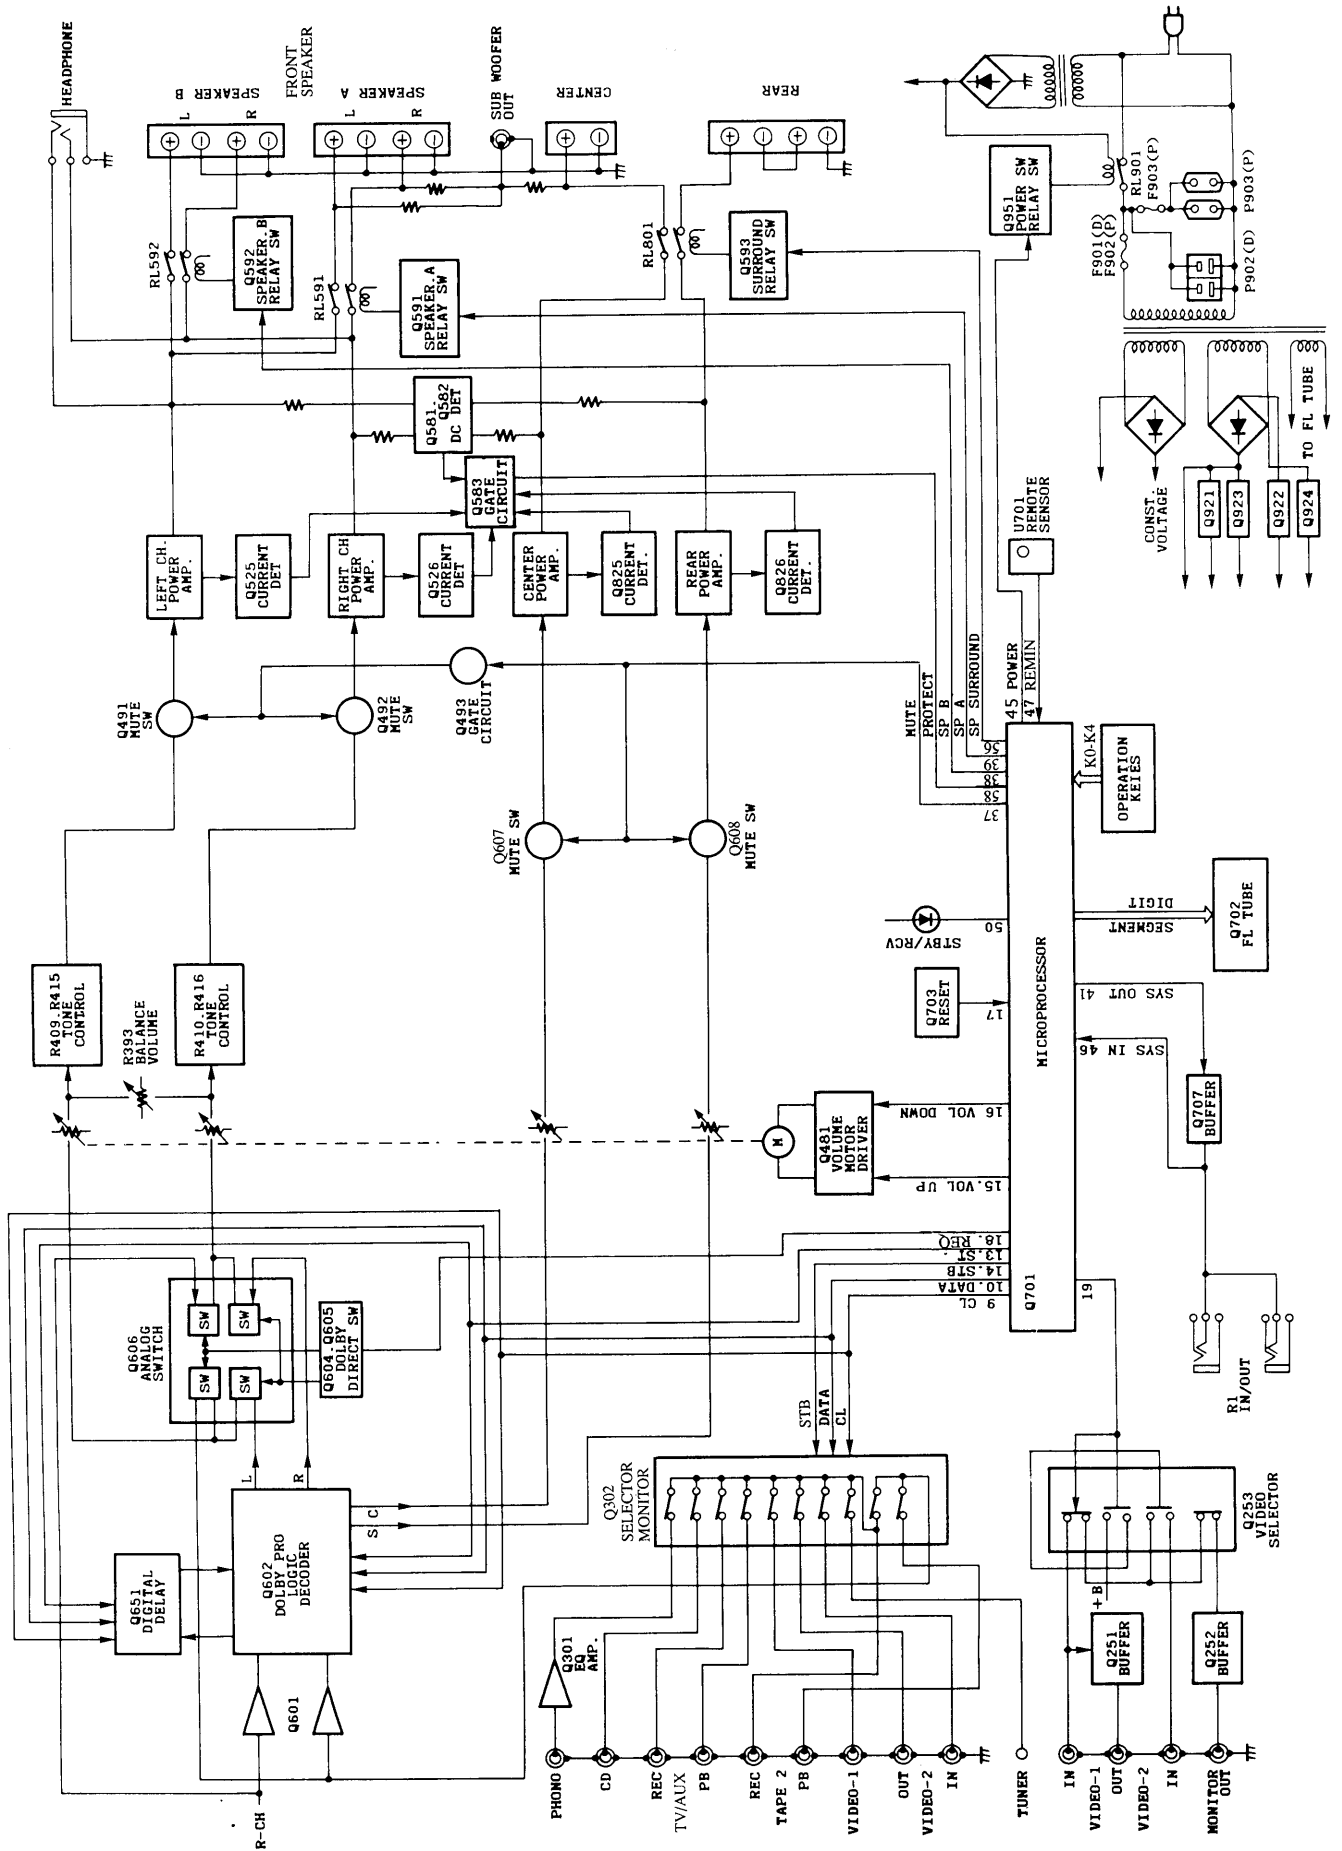 HEADPHONE
SPEAKER B
L
R
FRONT
SPEAKER
SPEAKER A
L
R
SUB WOOFER
OUT
CENTER
REAR
RL592
Q592
SPEAKER.B
RELAY SW
RL591
Q591
SPEAKER.A
RELAY SW
RL801
Q593
SURROUND
RELAY SW
Q951
POWER SW
RELAY SW
RL901
F903(P)
F901(D)
F902(P)
P903(P)
P902(D)
Q581.
Q582
DC DET
Q583
GATE
CIRCUIT
U701
REMOTE
SENSOR
CONST.
VOLTAGE
Q921
Q923
Q922
Q924
TO FL TUBE
LEFT CH.
POWER
AMP.
Q525
CURRENT
DET
RIGHT CH
POWER
AMP.
Q526
CURRENT
DET
CENTER
POWER
AMP.
Q825
CURRENT
DET.
REAR
POWER
AMP.
Q826
CURRENT
DET.
Q491
MUTE
SW
Q492
MUTE
SW
Q493
GATE
CIRCUIT
Q607
MUTE SW
Q608
MUTE SW
MUTE
PROTECT
SP B
SP A
SP SURROUND
45 POWER
47 REMIN
56
39
38
58
37
K0-K4
OPERATION
KEIES
R409.R415
TONE
CONTROL
R393
BALANCE
VOLUME
R410.R416
TONE
CONTROL
STBY/RCV
50
Q703
RESET
17
MICROPROCESSOR
DIGIT
SEGMENT
Q702
FL TUBE
41 SYS OUT
SYS IN 46
Q707
BUFFER
M
Q481
VOLUME
MOTOR
DRIVER
16 VOL DOWN
15.VOL UP
18. REQ
13.ST
14.STB
10.DATA
9 CL
Q701
19
Q606
ANALOG
SWITCH
SW
SW
SW
SW
Q604.Q605
DOLBY
DIRECT SW
L
R
S
C
Q651
DIGITAL
DELAY
Q602
DOLBY PRO
LOGIC
DECODER
Q601
R-CH
STB
DATA
CL
Q302
SELECTOR
MONITOR
Q301
EQ
AMP.
PHONO
CD
REC
TV/AUX
PB
REC
TAPE 2
PB
VIDEO-1
OUT
VIDEO-2
IN
TUNER
R1
IN/OUT
Q253
VIDEO
SELECTOR
+B
Q251
BUFFER
Q252
BUFFER
IN
VIDEO-1
OUT
VIDEO-2
IN
MONITOR
OUT